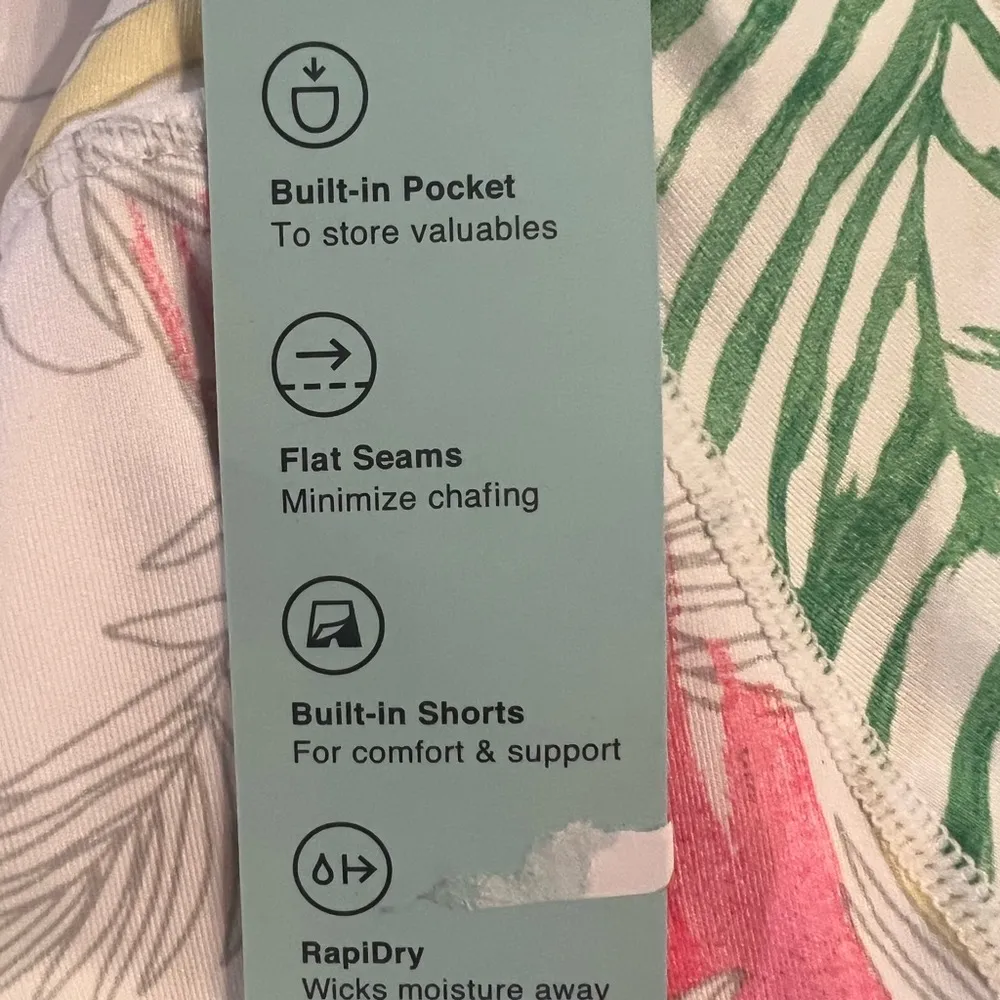 Built-in Pocket
To store valuables
Flat Seams
Minimize chafing
Built-in Shorts
For comfort & support
RapiDry
Wicks moisture away